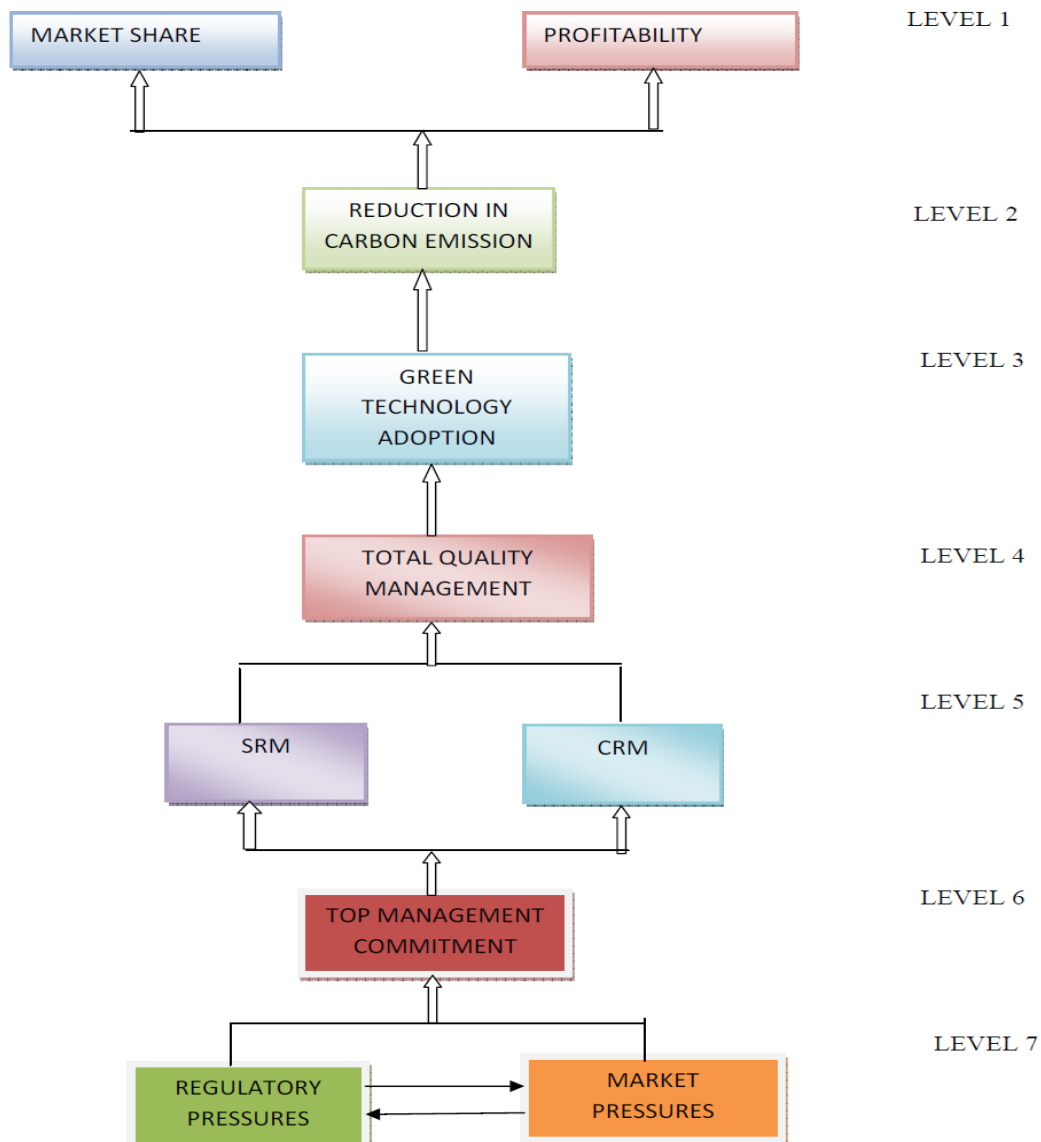 MARKET SHARE
PROFITABILITY
LEVEL 1
REDUCTION IN
CARBON EMISSION
LEVEL 2
GREEN
TECHNOLOGY
ADOPTION
LEVEL 3
TOTAL QUALITY
MANAGEMENT
LEVEL 4
SRM
CRM
LEVEL 5
TOP MANAGEMENT
COMMITMENT
LEVEL 6
REGULATORY
PRESSURES
MARKET
PRESSURES
LEVEL 7